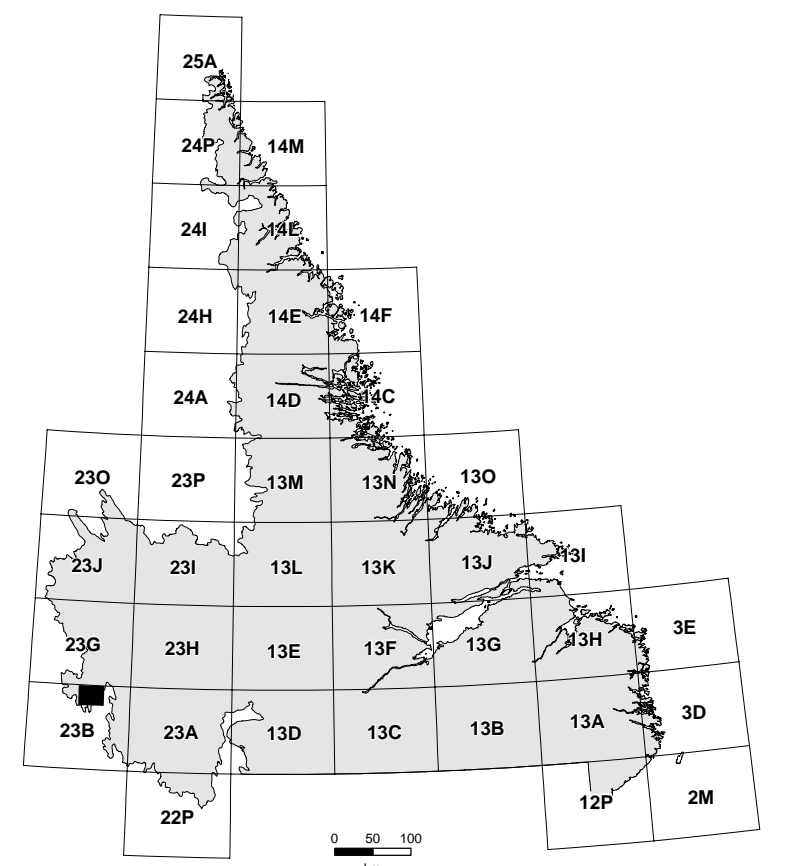 25A
24P 14M
24I 14L
24H 14E 14F
24A 14D 14C
23O 23P 13M 13N 13O
23J 23I 13L 13K 13J 13I
23G 23H 13E 13F 13G 13H 3E
23B 23A 13D 13C 13B 13A 3D
22P 12P 2M
0 50 100